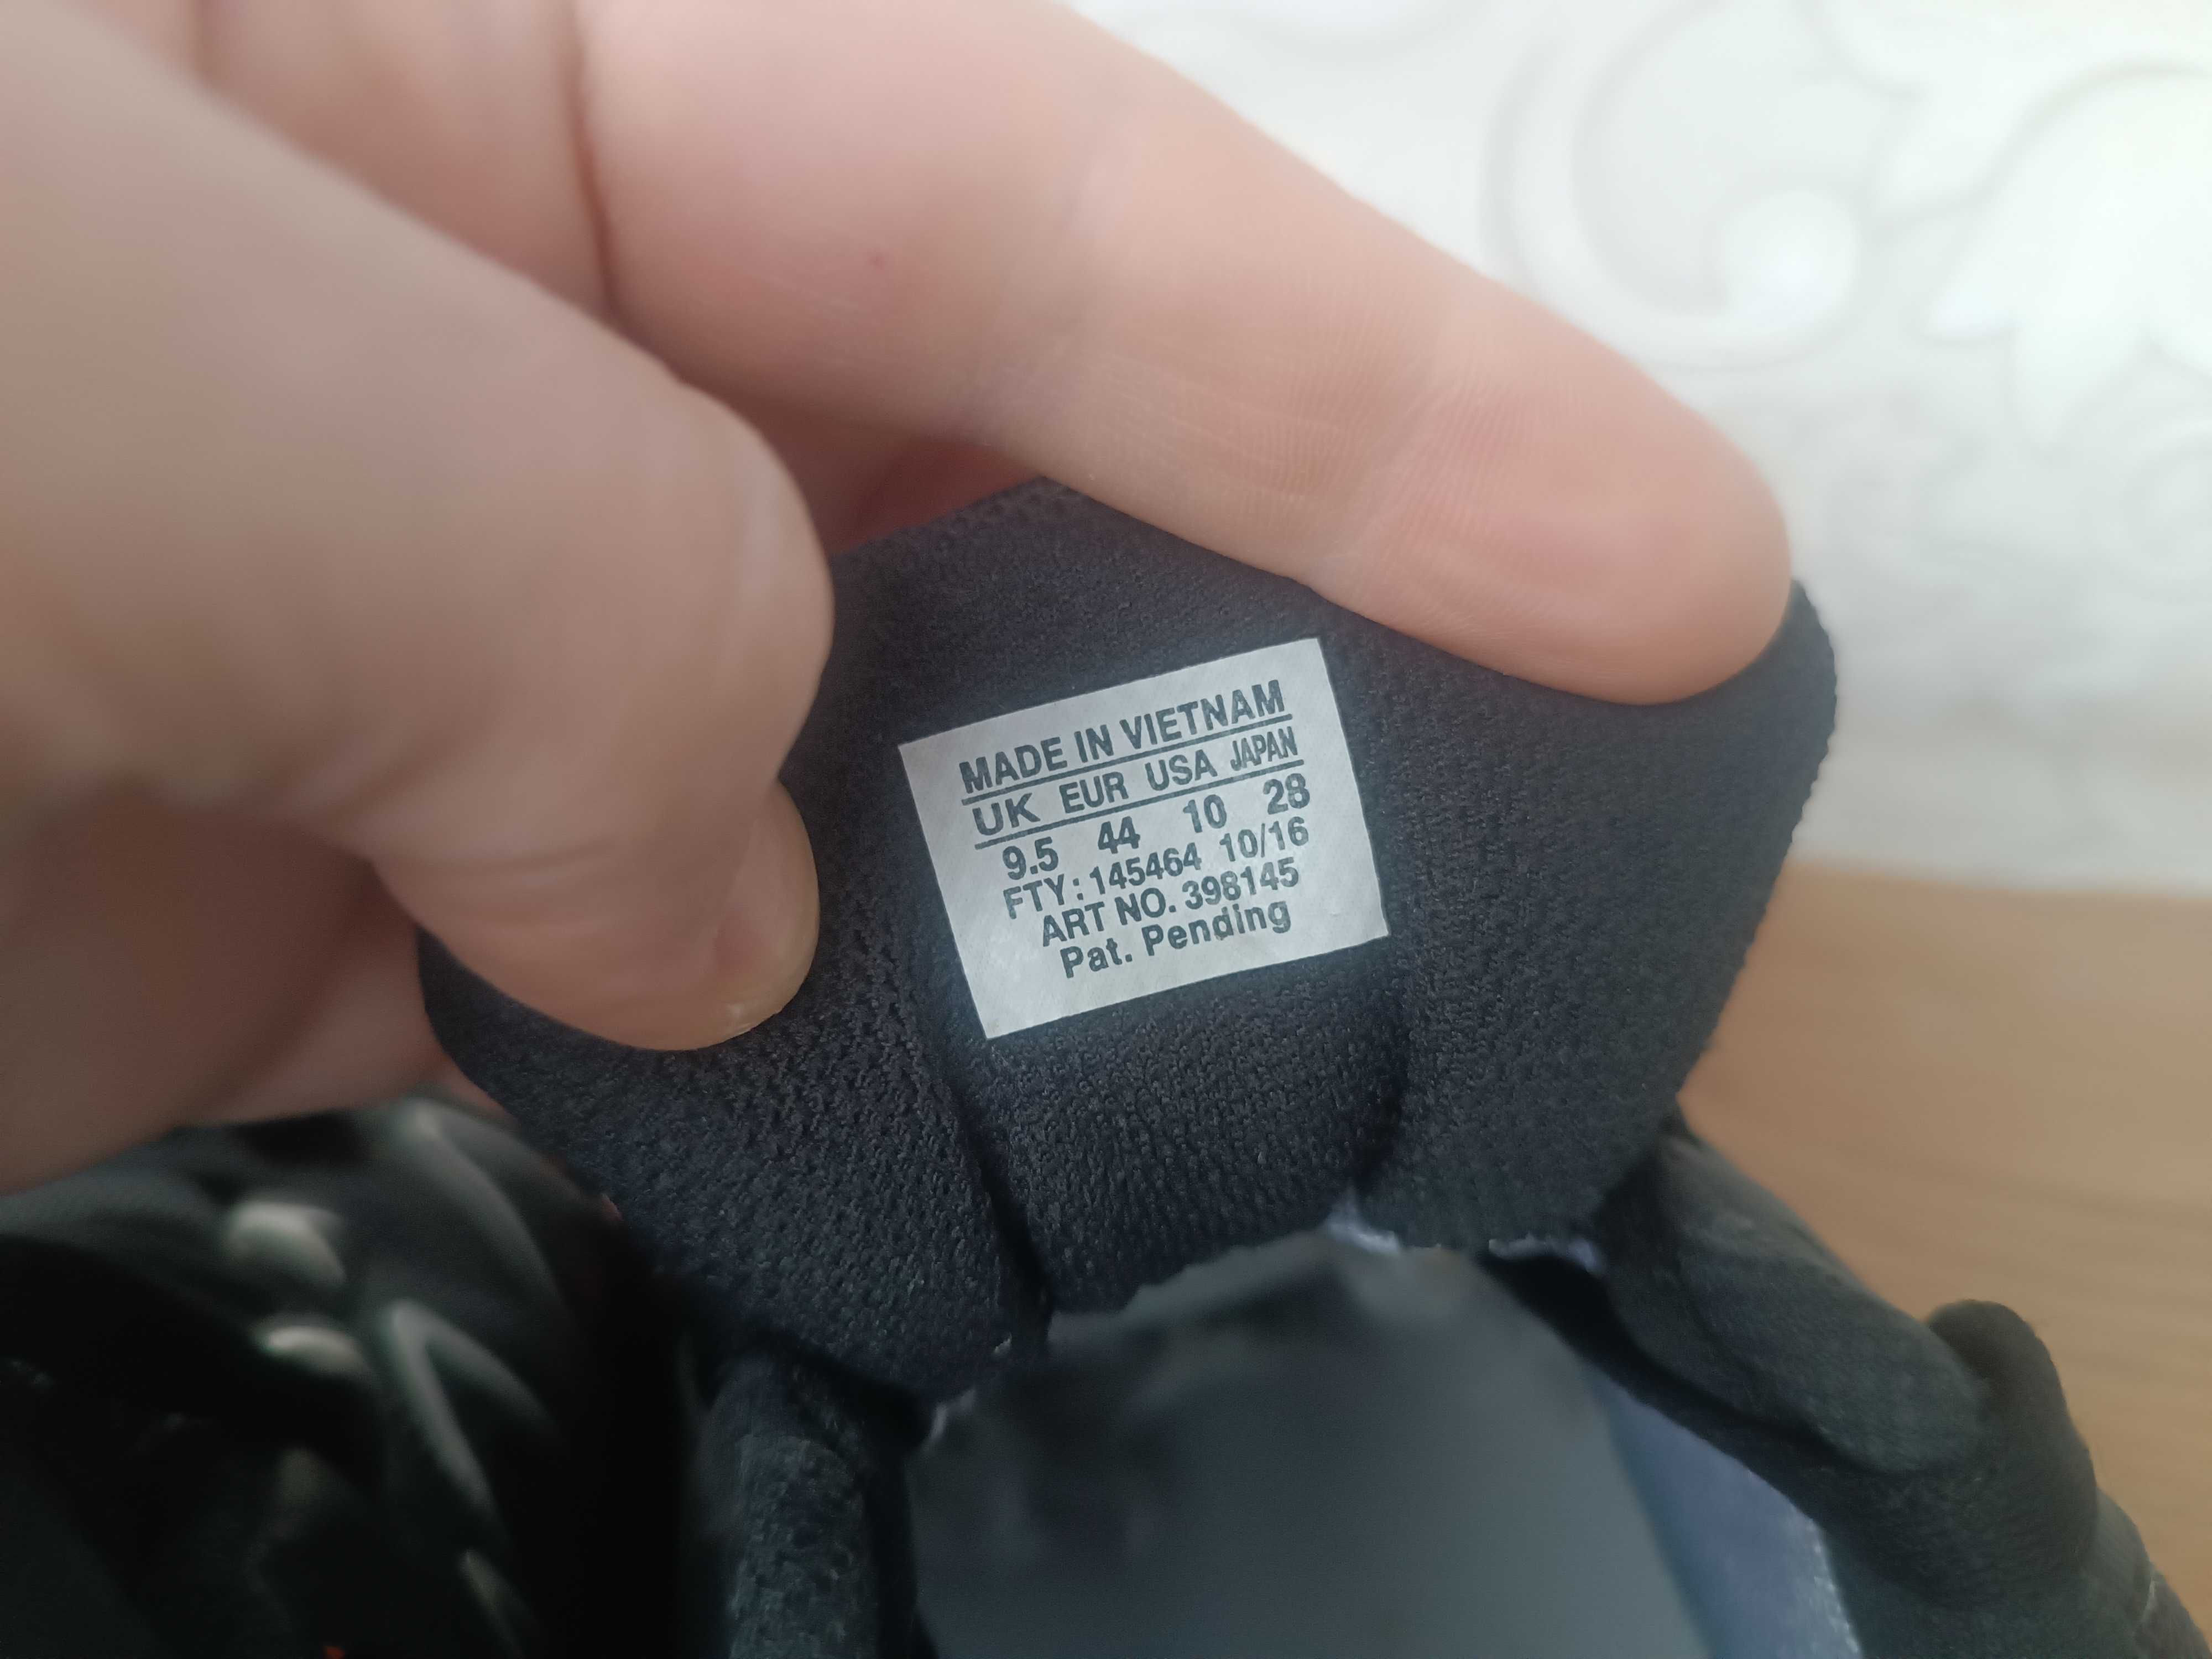 MADE IN VIETNAM
UK EUR USA JAPAN
9.5 44 10 28
FTY: 145464 10/16
ART NO. 398145
Pat. Pending